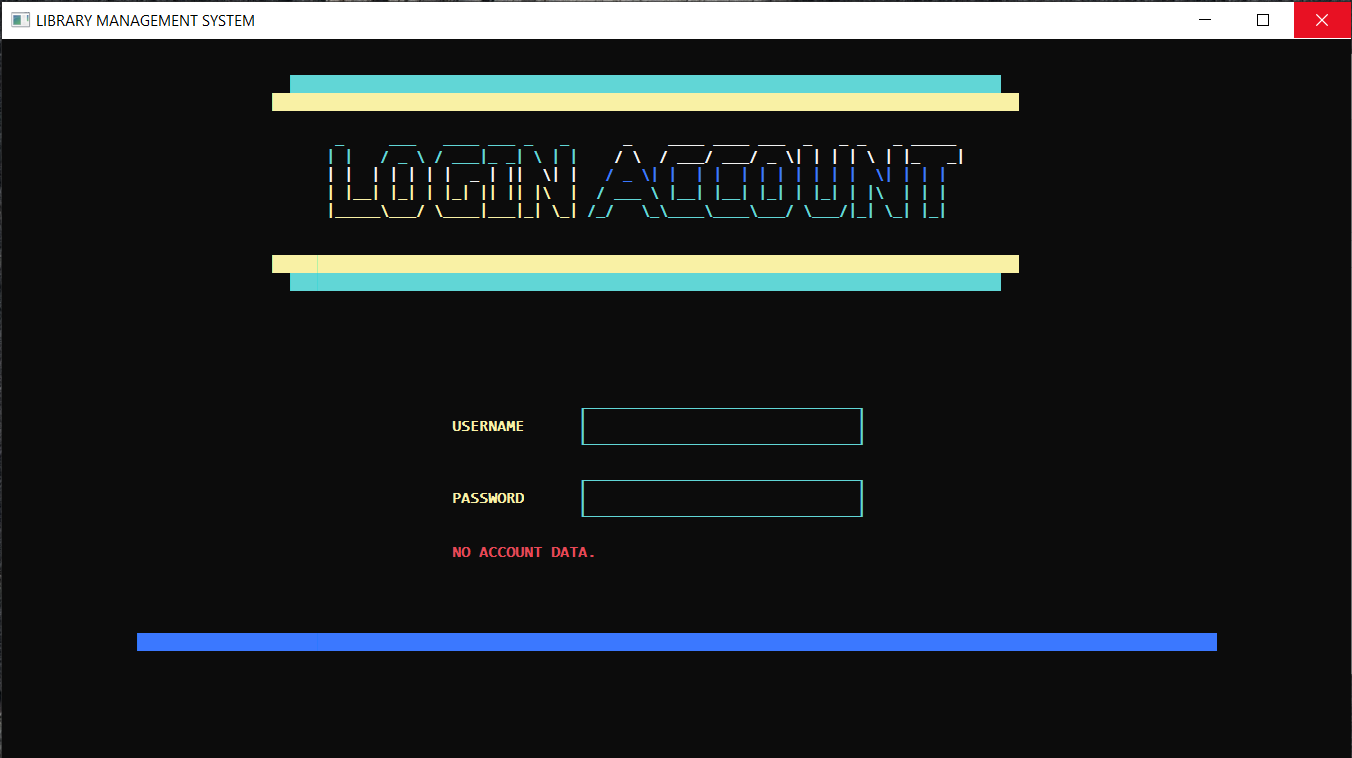 LIBRARY MANAGEMENT SYSTEM
LOGIN ACCOUNT
USERNAME
PASSWORD
NO ACCOUNT DATA.